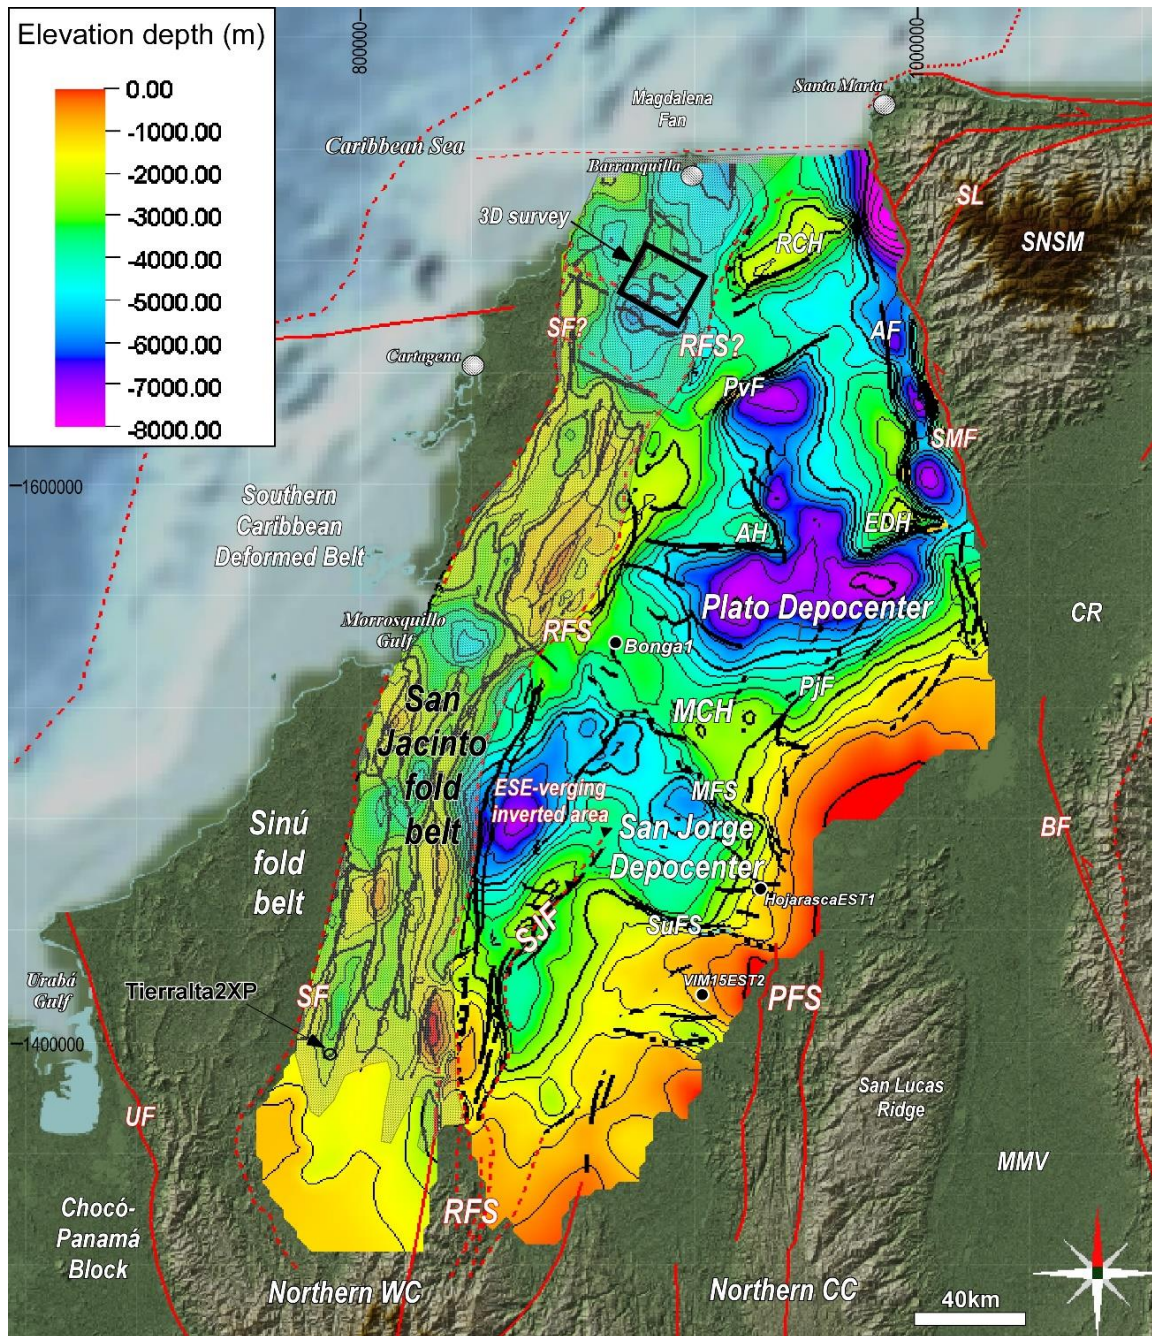 Elevation depth (m)
0.00
-1000.00
-2000.00
-3000.00
-4000.00
-5000.00
-6000.00
-7000.00
-8000.00
800000
1000000
Santa Marta
Magdalena
Fan
Caribbean Sea
Barranquilla
3D survey
SL
RCH
SNSM
SF?
RFS?
AF
Cartagena
PvF
SMF
1600000
Southern
Caribbean
Deformed Belt
AH
EDH
Plato Depocenter
CR
Morrosquillo
Gulf
RFS
Bonga1
PjF
San
Jacinto
fold
belt
MCH
ESE-verging
inverted area
MFS
San Jorge
Depocenter
BF
Sinú
fold
belt
HojarascaEST1
SJF
SuFS
Urabá
Gulf
Tierralta2XP
SF
VIM15EST2
PFS
1400000
UF
San Lucas
Ridge
MMV
Chocó-
Panamá
Block
RFS
Northern WC
Northern CC
40km